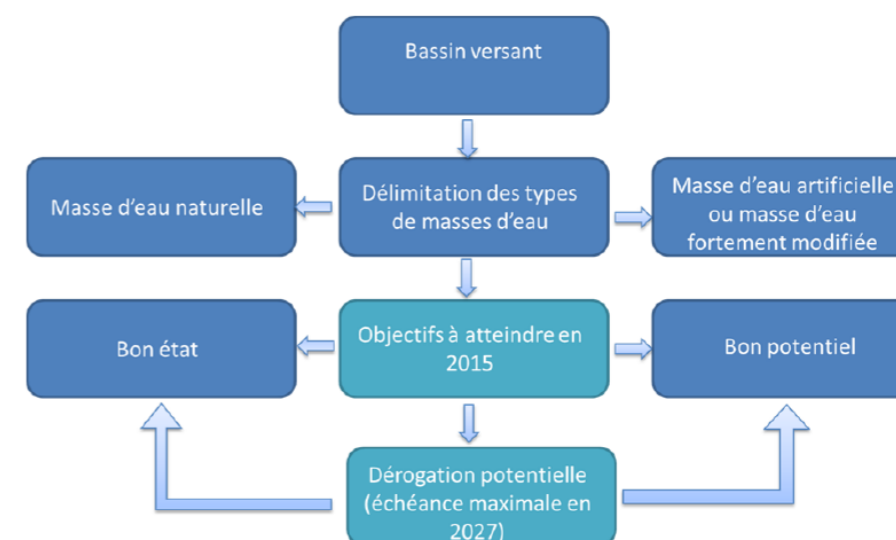 Bassin versant
Masse d'eau naturelle
Délimitation des types
de masses d'eau
Masse d'eau artificielle
ou masse d'eau
fortement modifiée
Bon état
Objectifs à atteindre en
2015
Bon potentiel
Dérogation potentielle
(échéance maximale en
2027)